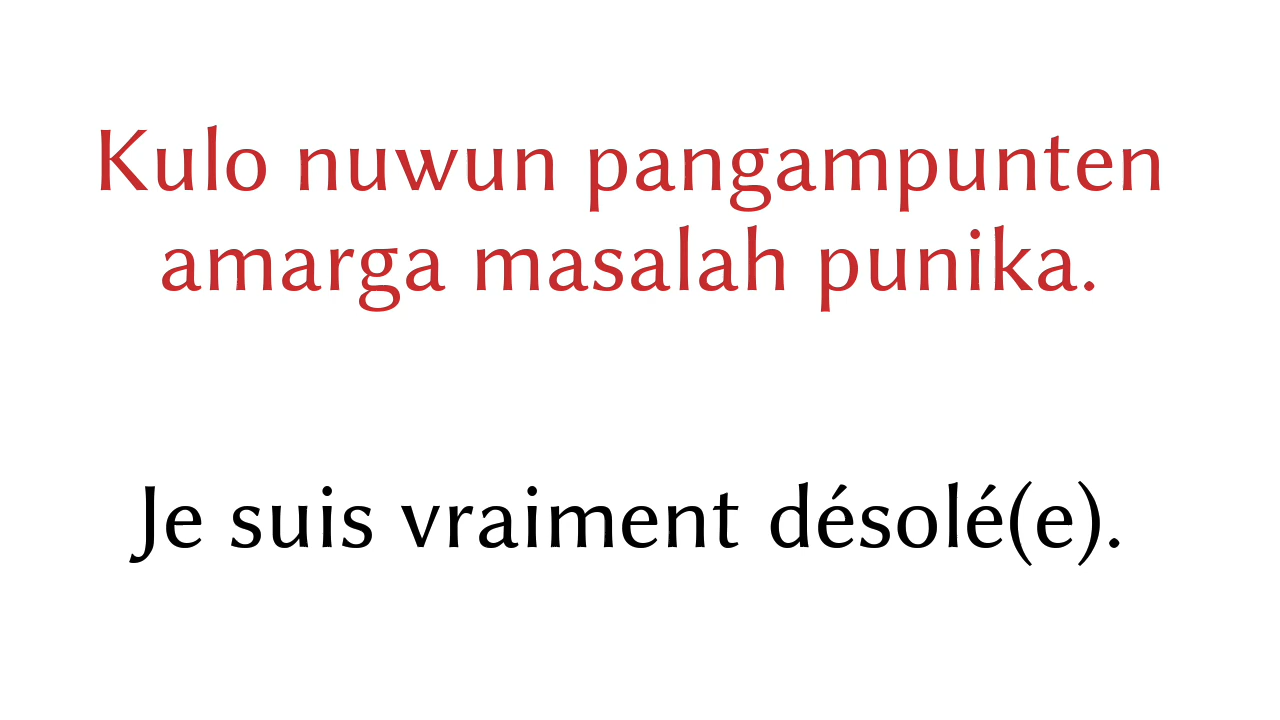 Kulo nuwun pangampunten
amarga masalah punika.
Je suis vraiment désolé(e).